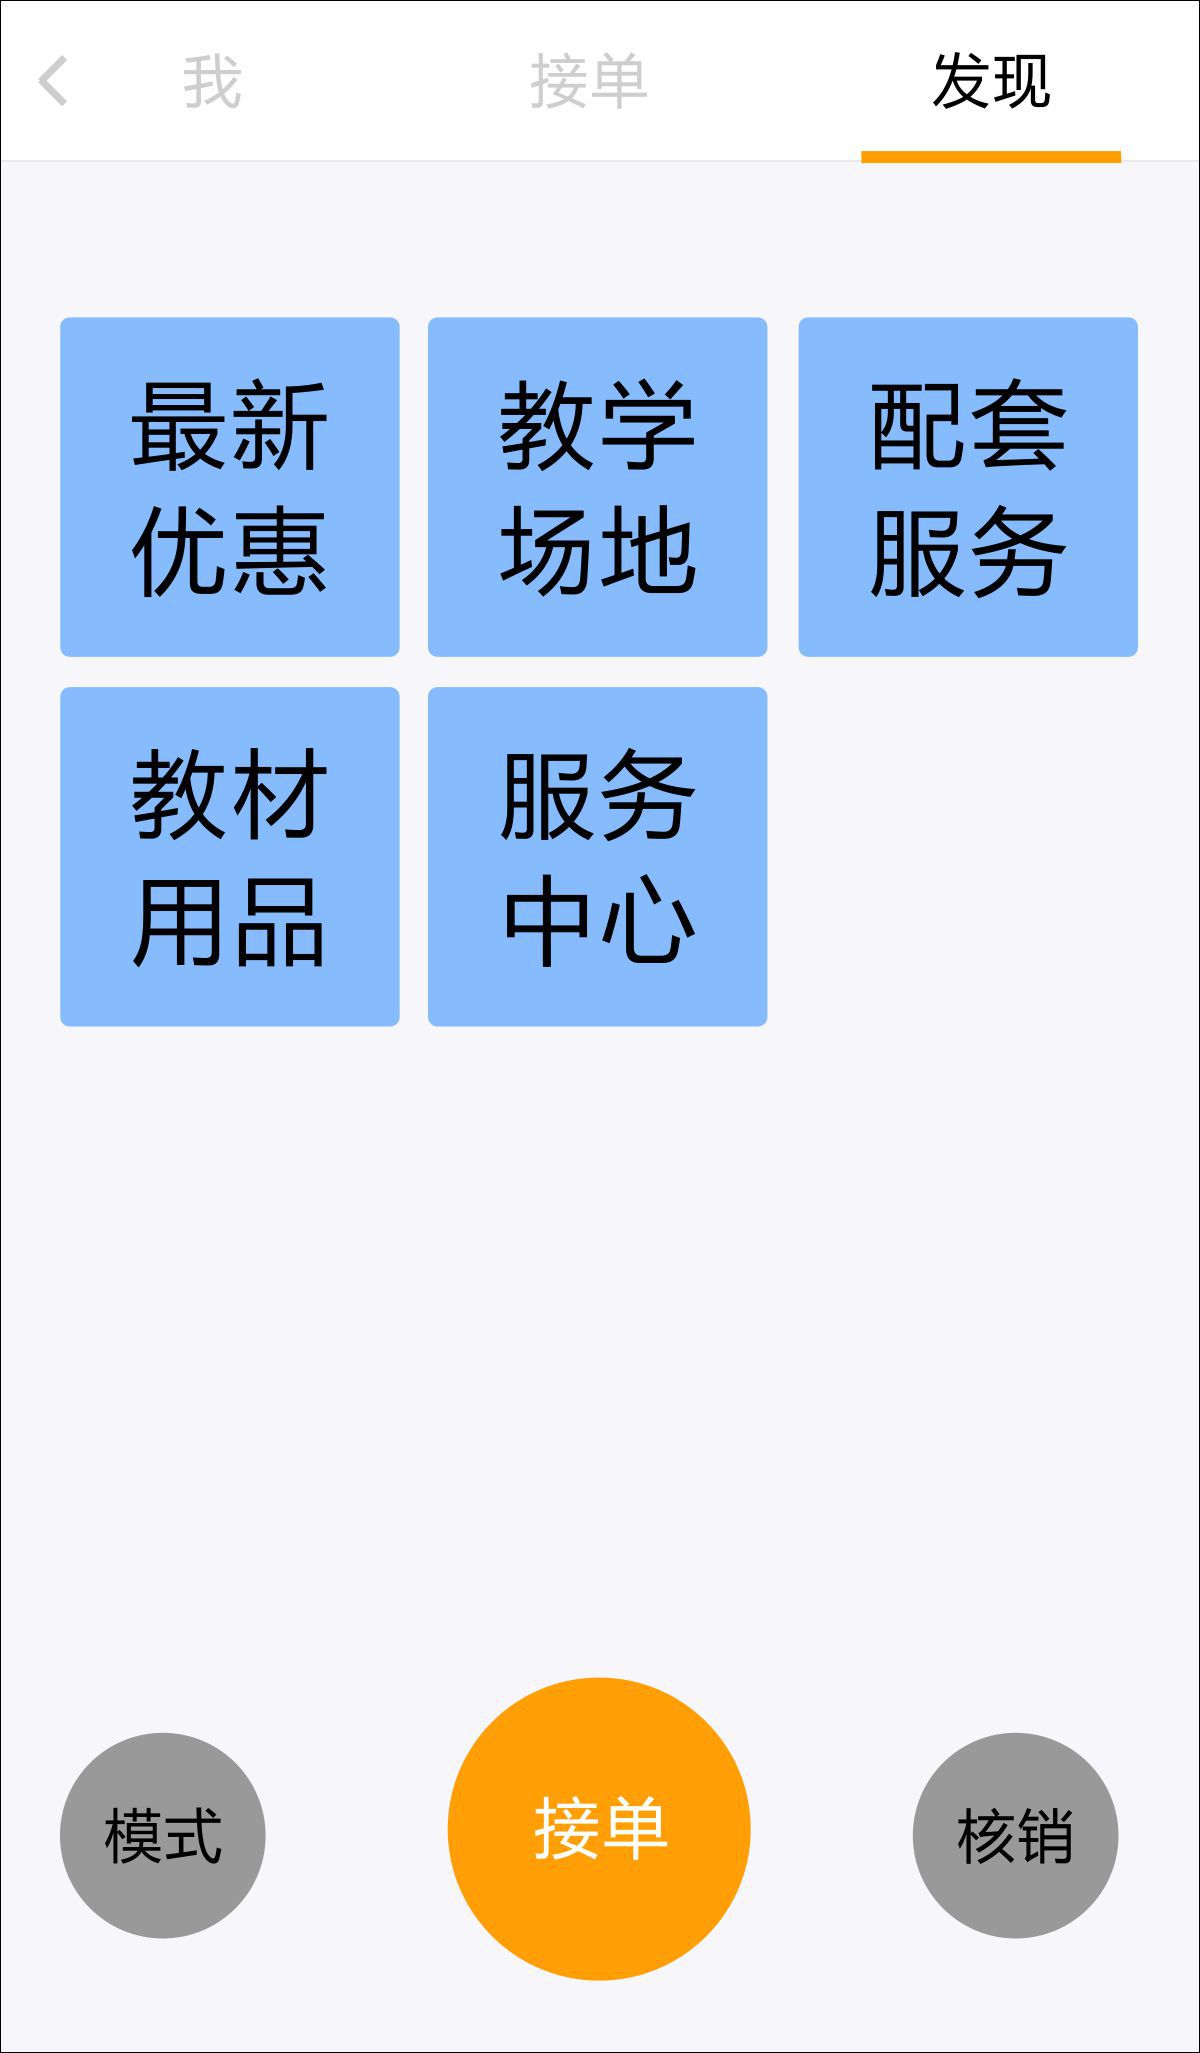 我 接单 发现
最新 教学 配套
优惠 场地 服务
教材 服务
用品 中心
模式 接单 核销